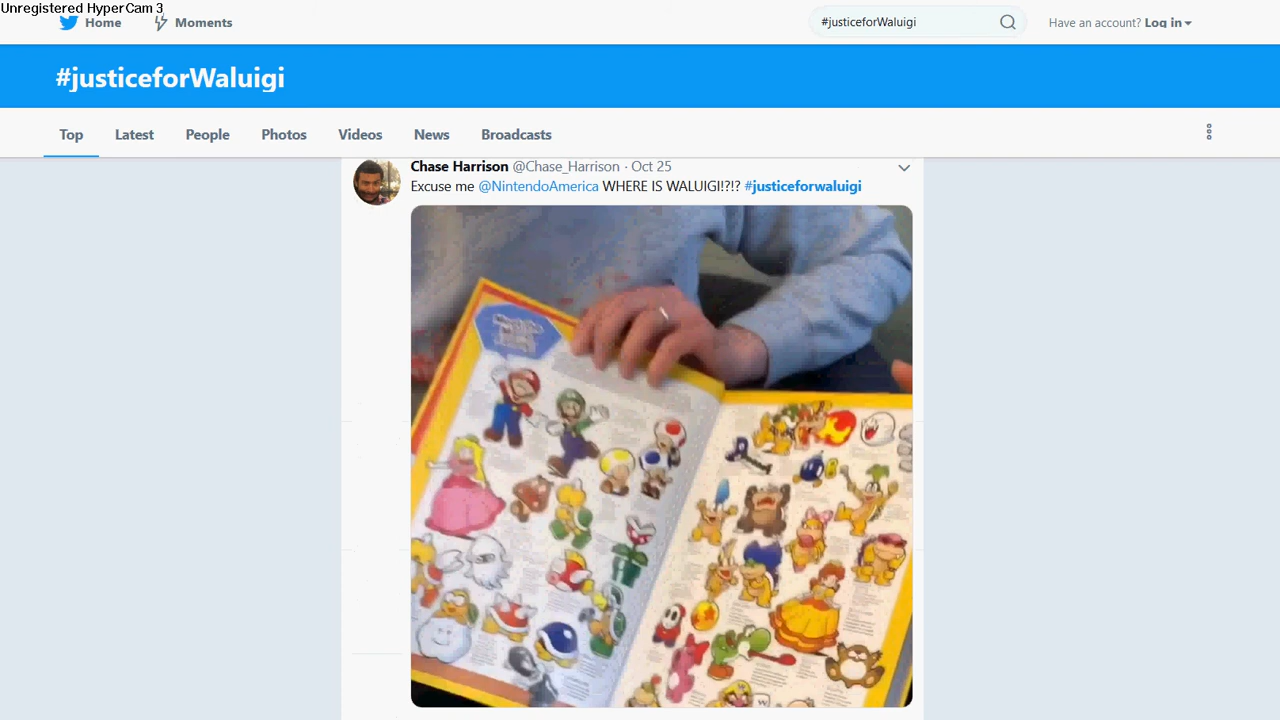 Unregistered HyperCam 3
Home
Moments
#justiceforWaluigi
Have an account? Log in
#justiceforWaluigi
Top
Latest
People
Photos
Videos
News
Broadcasts
Chase Harrison @Chase_Harrison · Oct 25
Excuse me @NintendoAmerica WHERE IS WALUIGI!?!? #justiceforwaluigi